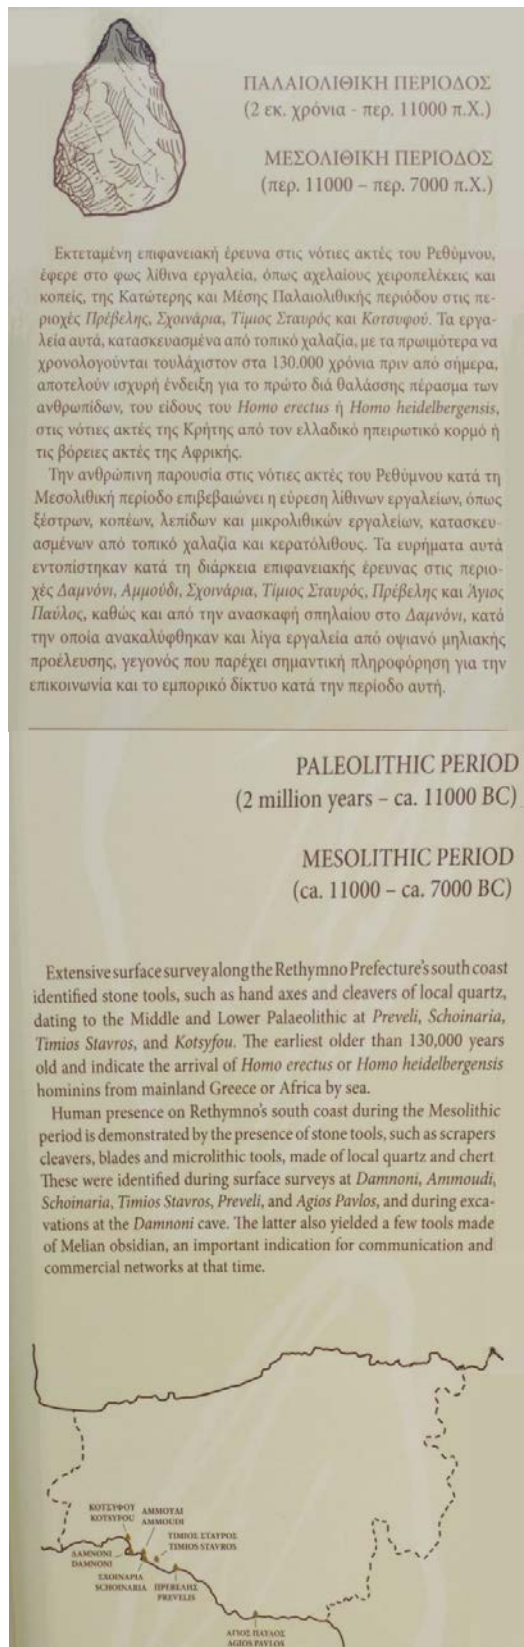 ΠΑΛΑΙΟΛΙΘΙΚΗ ΠΕΡΙΟΔΟΣ
(2 εκ. χρόνια - περ. 11000 π.Χ.)
ΜΕΣΟΛΙΘΙΚΗ ΠΕΡΙΟΔΟΣ
(περ. 11000 – περ. 7000 π.Χ.)
Εκτεταμένη επιφανειακή έρευνα στις νότιες ακτές του Ρεθύμνου,
έφερε στο φως λίθινα εργαλεία, όπως αχελαίους χειροπελέκεις και
κοπείς, της Κατώτερης και Μέσης Παλαιολιθικής περιόδου στις πε-
ριοχές Πρέβελης, Σχοινάρια, Τίμιος Σταυρός και Κοτσυφού. Τα εργα-
λεία αυτά, κατασκευασμένα από τοπικό χαλαζία, με τα πρωιμότερα να
χρονολογούνται τουλάχιστον στα 130.000 χρόνια πριν από σήμερα,
αποτελούν ισχυρή ένδειξη για το πρώτο διά θαλάσσης πέρασμα των
ανθρωπίδων, του είδους του Homo erectus ή Homo heidelbergensis,
στις νότιες ακτές της Κρήτης από τον ελλαδικό ηπειρωτικό κορμό ή
τις βόρειες ακτές της Αφρικής.
Την ανθρώπινη παρουσία στις νότιες ακτές του Ρεθύμνου κατά τη
Μεσολιθική περίοδο επιβεβαιώνει η εύρεση λίθινων εργαλείων, όπως
ξέστρων, κοπέων, λεπίδων και μικρολιθικών εργαλείων, κατασκευ-
ασμένων από τοπικό χαλαζία και κερατόλιθους. Τα ευρήματα αυτά
εντοπίστηκαν κατά τη διάρκεια επιφανειακής έρευνας στις περιο-
χές Δαμνόνι, Αμμούδι, Σχοινάρια, Τίμιος Σταυρός, Πρέβελης και Άγιος
Παύλος, καθώς και από την ανασκαφή σπηλαίου στο Δαμνόνι, κατά
την οποία ανακαλύφθηκαν και λίγα εργαλεία από οψιανό μηλιακής
προέλευσης, γεγονός που παρέχει σημαντική πληροφόρηση για την
επικοινωνία και το εμπορικό δίκτυο κατά την περίοδο αυτή.
PALEOLITHIC PERIOD
(2 million years – ca. 11000 BC)
MESOLITHIC PERIOD
(ca. 11000 – ca. 7000 BC)
Extensive surface survey along the Rethymno Prefecture's south coast
identified stone tools, such as hand axes and cleavers of local quartz,
dating to the Middle and Lower Palaeolithic at Preveli, Schoinaria,
Timios Stavros, and Kotsyfou. The earliest older than 130,000 years
old and indicate the arrival of Homo erectus or Homo heidelbergensis
hominins from mainland Greece or Africa by sea.
Human presence on Rethymno's south coast during the Mesolithic
period is demonstrated by the presence of stone tools, such as scrapers
cleavers, blades and microlithic tools, made of local quartz and chert
These were identified during surface surveys at Damnoni, Ammoudi,
Schoinaria, Timios Stavros, Preveli, and Agios Pavlos, and during exca-
vations at the Damnoni cave. The latter also yielded a few tools made
of Melian obsidian, an important indication for communication and
commercial networks at that time.
ΚΟΤΣΥΦΟΥ
KOTSYFOU
ΑΜΜΟΥΔΙ
AMMOUDI
ΤΙΜΙΟΣ ΣΤΑΥΡΟΣ
TIMIOS STAVROS
ΔΑΜΝΟΝΙ
DAMNONI
ΣΧΟΙΝΑΡΙΑ
SCHOINARIA
ΠΡΕΒΕΛΗΣ
PREVELIS
ΑΓΙΟΣ ΠΑΥΛΟΣ
AGIOS PAVLOS